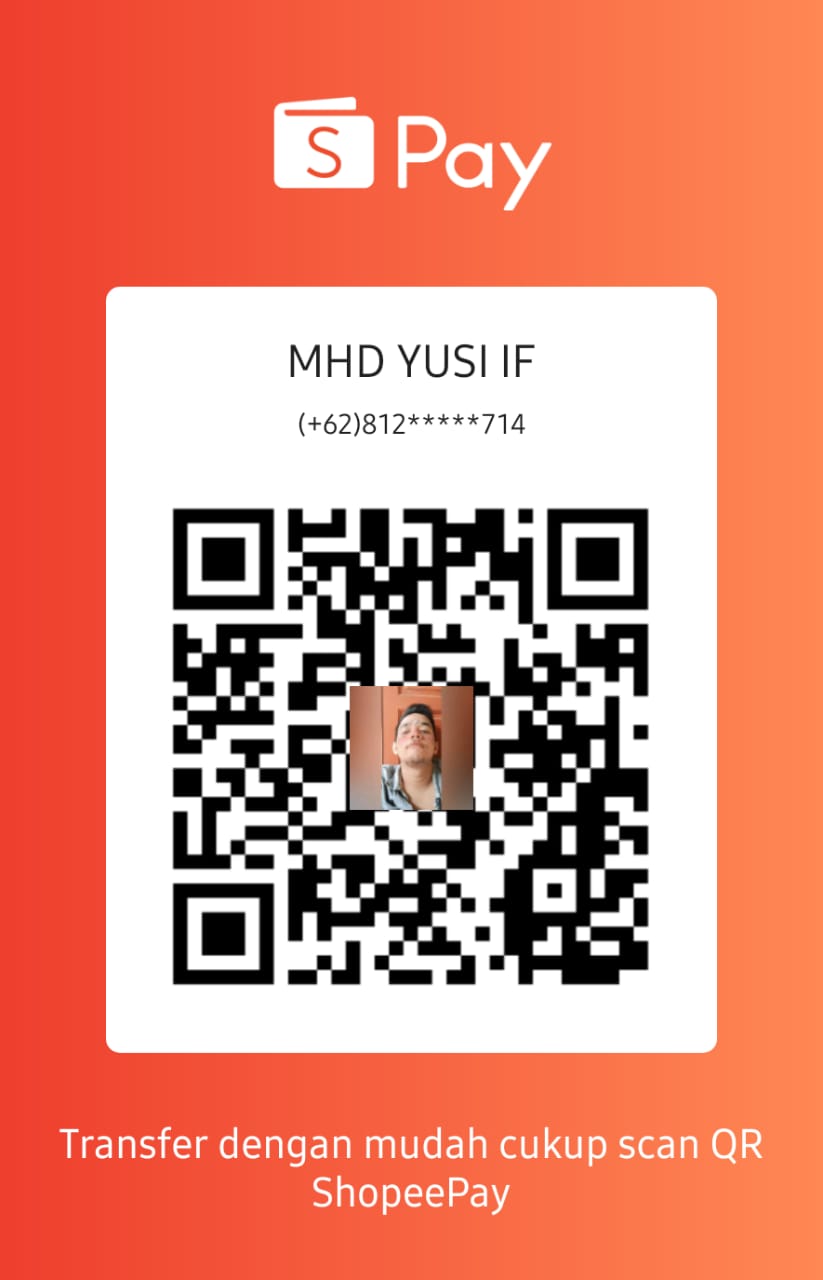 S Pay
MHD YUSI IF
(+62)812*****714
Transfer dengan mudah cukup scan QR
ShopeePay